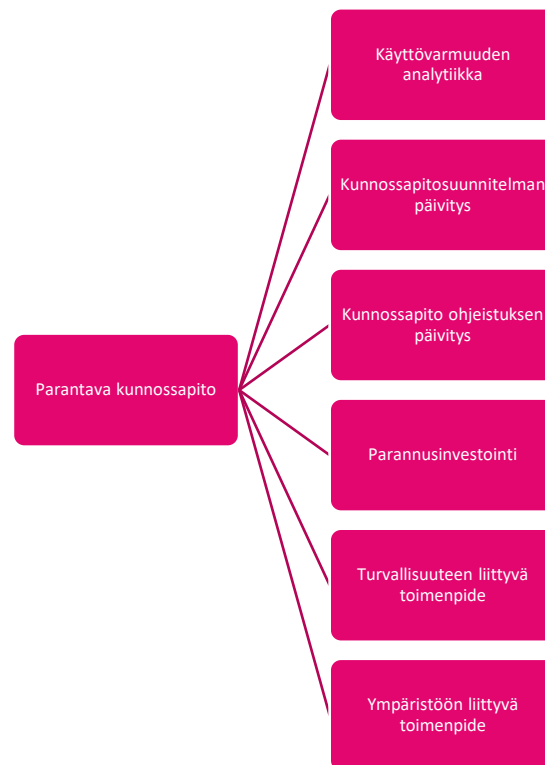 Käyttövarmuuden
analytiikka
Kunnossapitosuunnitelman
päivitys
Kunnossapito ohjeistuksen
päivitys
Parantava kunnossapito
Parannusinvestointi
Turvallisuuteen liittyvä
toimenpide
Ympäristöön liittyvä
toimenpide